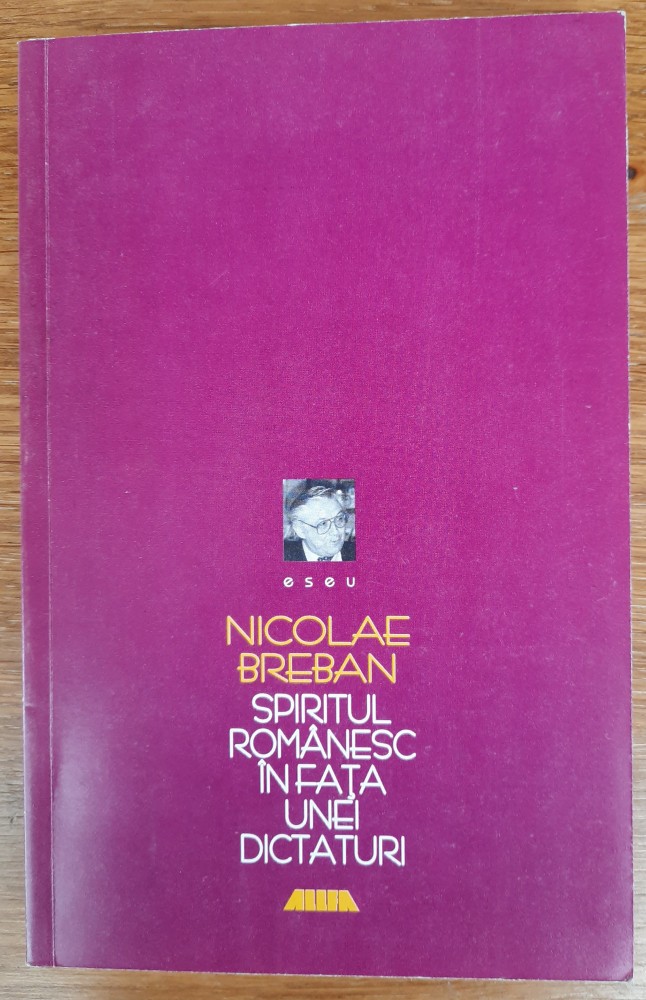 eseu
NICOLAE
BREBAN
SPIRITUL
ROMÂNESC
ÎN FAȚA
UNEI
DICTATURI
ALLFA